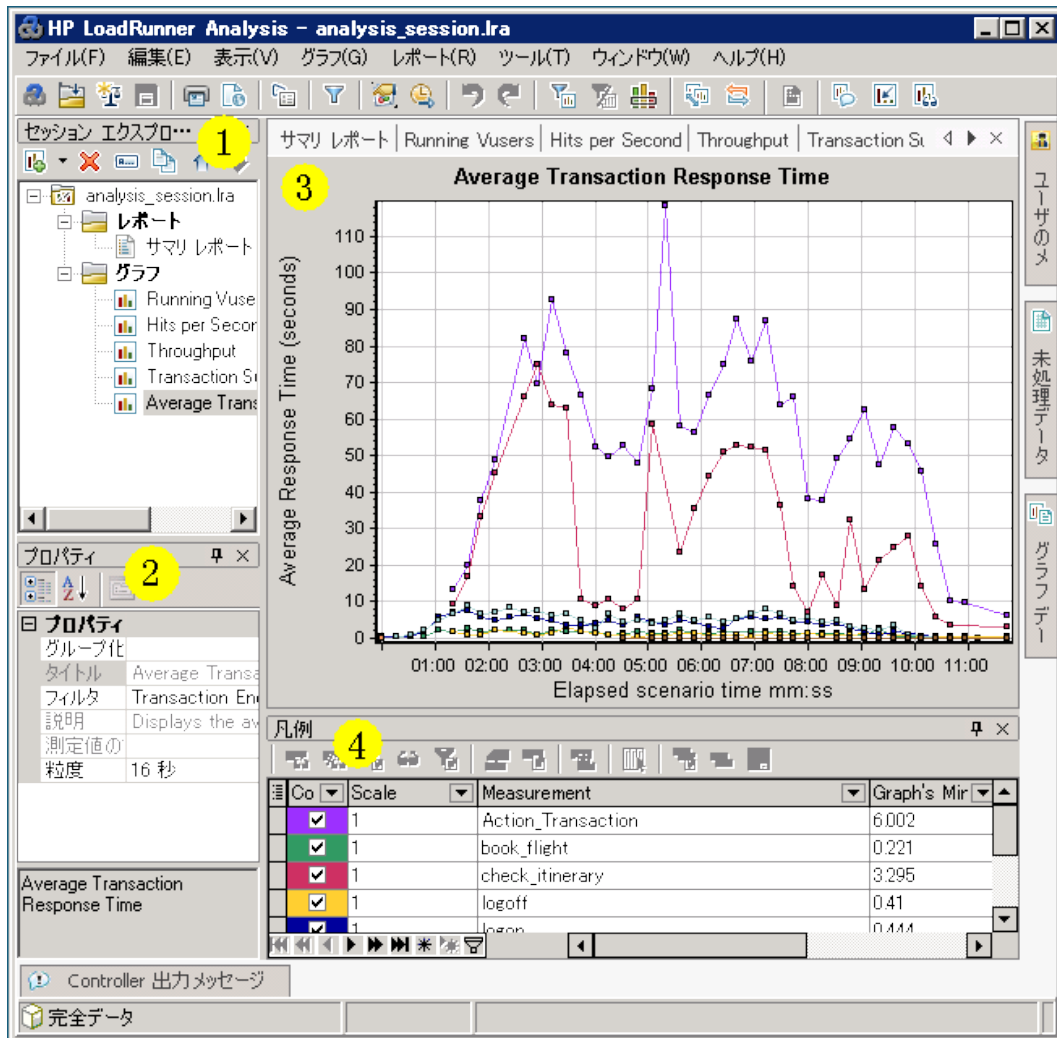 HP LoadRunner Analysis - analysis_session.lra
ファイル(F) 編集(E) 表示(V) グラフ(G) レポート(R) ツール(T) ウィンドウ(W) ヘルプ(H)
セッション エクスプロ…
1
analysis_session.lra
レポート
サマリ レポート
グラフ
Running Vuse
Hits per Secon
Throughput
Transaction Su
Average Trans
プロパティ
2
プロパティ
グループ化
タイトル Average Transa
フィルタ Transaction En
説明 Displays the av
測定値の
粒度 16 秒
Average Transaction
Response Time
サマリ レポート Running Vusers Hits per Second Throughput Transaction Su
3
Average Transaction Response Time
Average Response Time (seconds)
110
100
90
80
70
60
50
40
30
20
10
0
01:00 02:00 03:00 04:00 05:00 06:00 07:00 08:00 09:00 10:00 11:00
Elapsed scenario time mm:ss
凡例
4
Co Scale Measurement Graph's Mir
1 Action_Transaction 6.002
1 book_flight 0.221
1 check_itinerary 3.295
1 logoff 0.41
1 logon 0.444
ユーザのメ
未処理データ
グラフ デー
Controller 出力メッセージ
完全データ